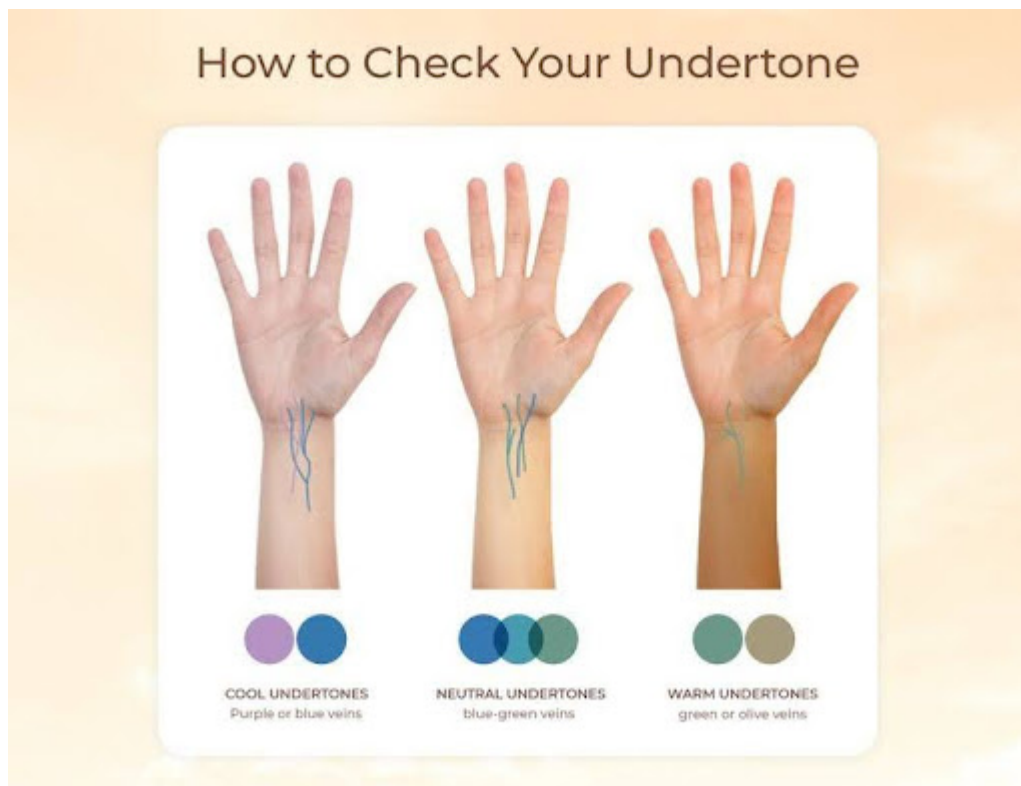 How to Check Your Undertone
COOL UNDERTONES
Purple or blue veins
NEUTRAL UNDERTONES
blue-green veins
WARM UNDERTONES
green or olive veins